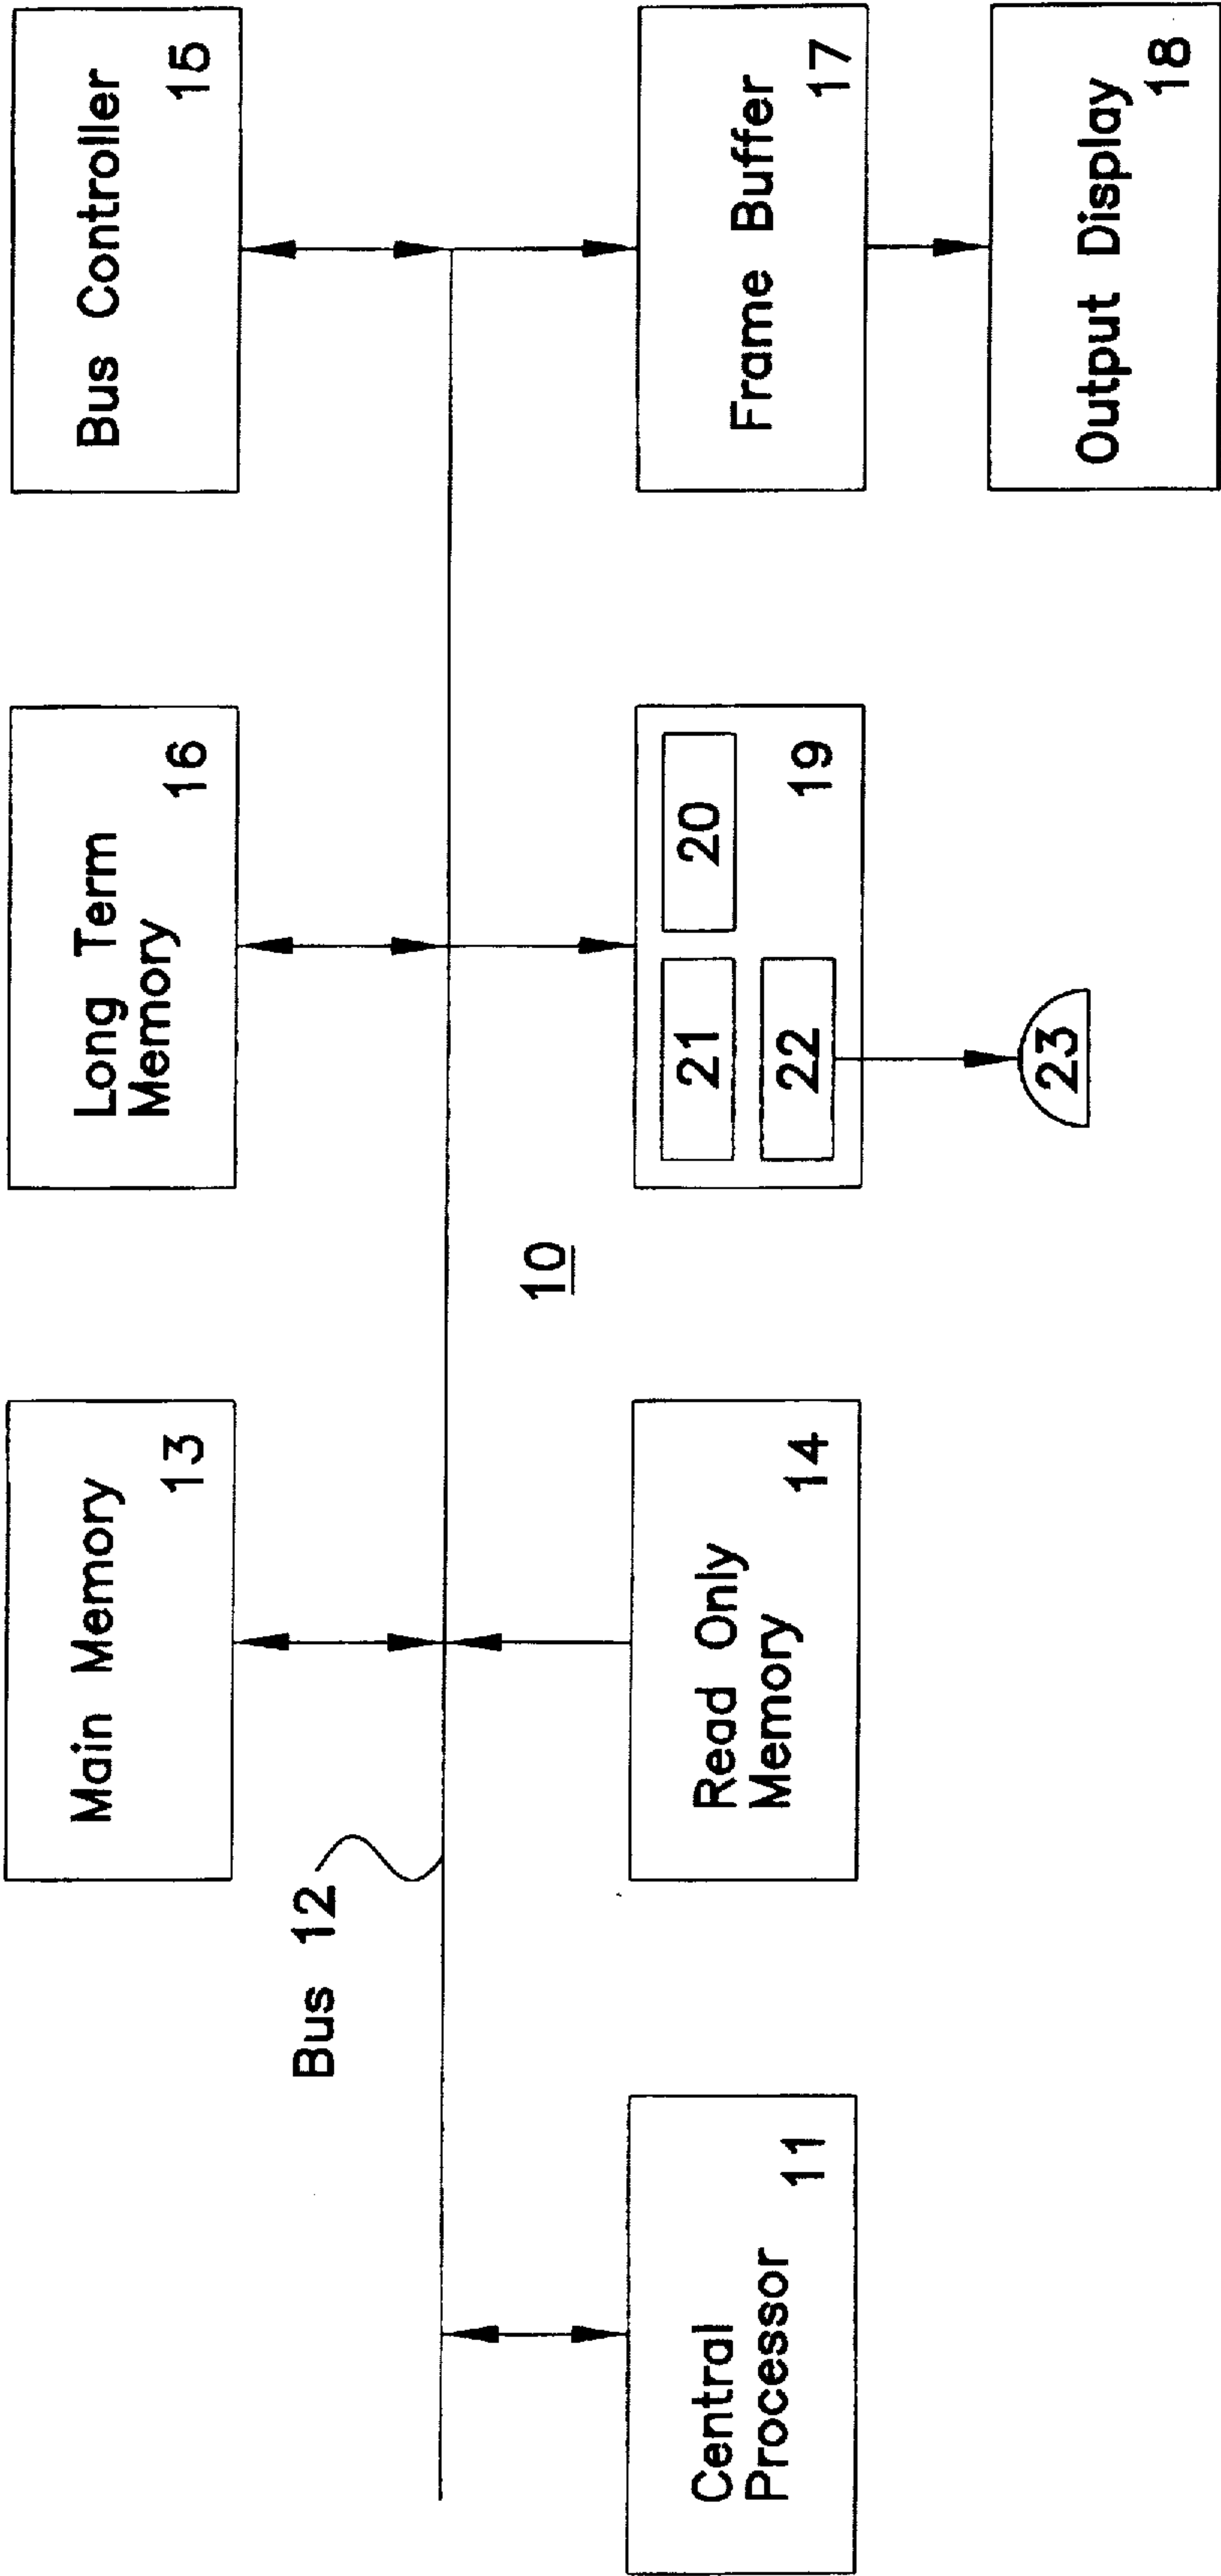 Main Memory
13
Long Term
Memory
16
Bus Controller
15
Bus 12
10
Central
Processor
11
Read Only
Memory
14
21
20
22
19
Frame Buffer
17
23
Output Display
18